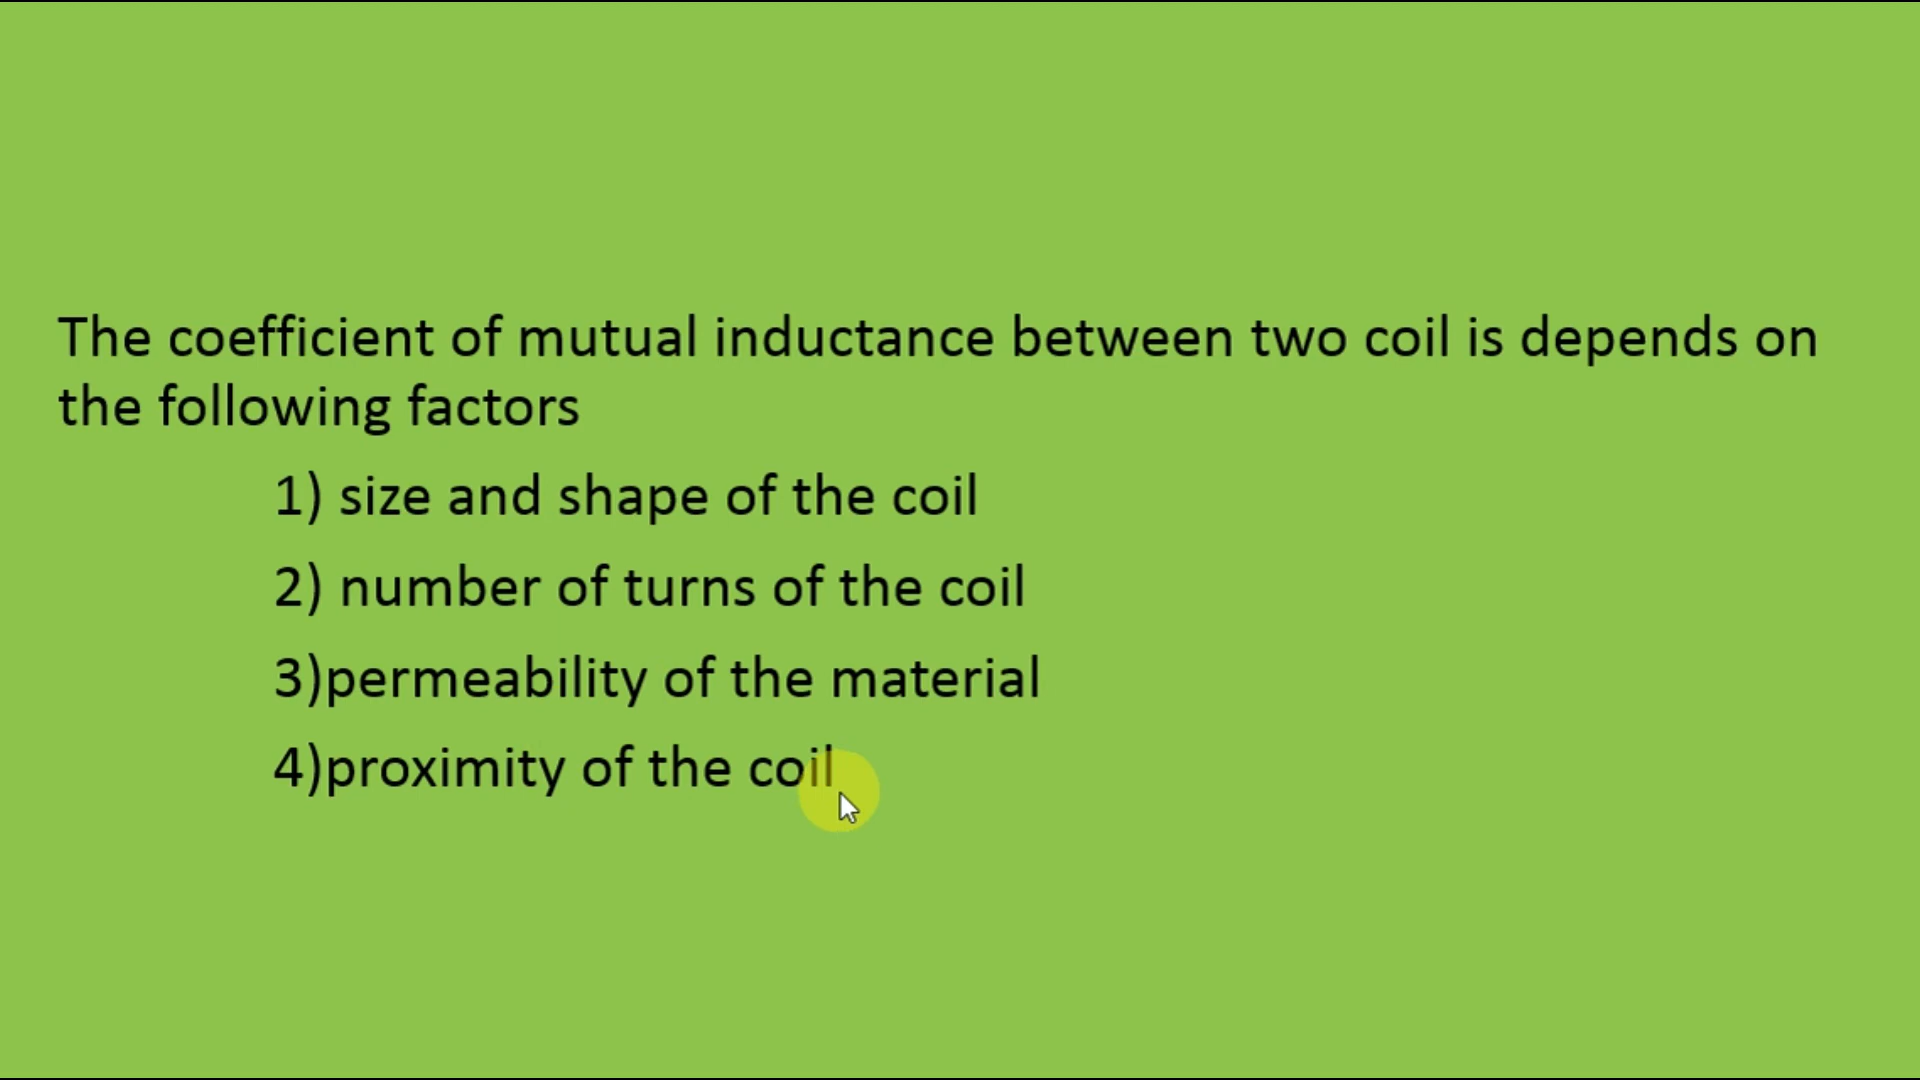 The coefficient of mutual inductance between two coil is depends on
the following factors
1) size and shape of the coil
2) number of turns of the coil
3)permeability of the material
4)proximity of the coil